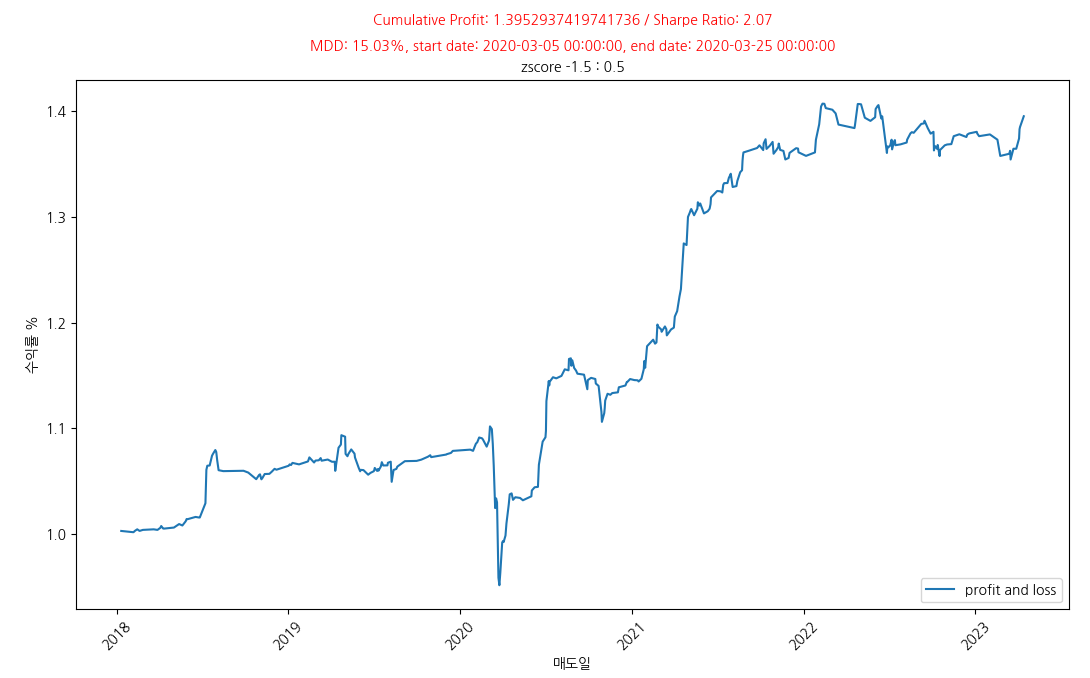 Cumulative Profit: 1.3952937419741736 / Sharpe Ratio: 2.07
MDD: 15.03%, start date: 2020-03-05 00:00:00, end date: 2020-03-25 00:00:00
zscore -1.5 : 0.5
수익률 %
1.4
1.3
1.2
1.1
1.0
profit and loss
2018
2019
2020
2021
2022
2023
매도일